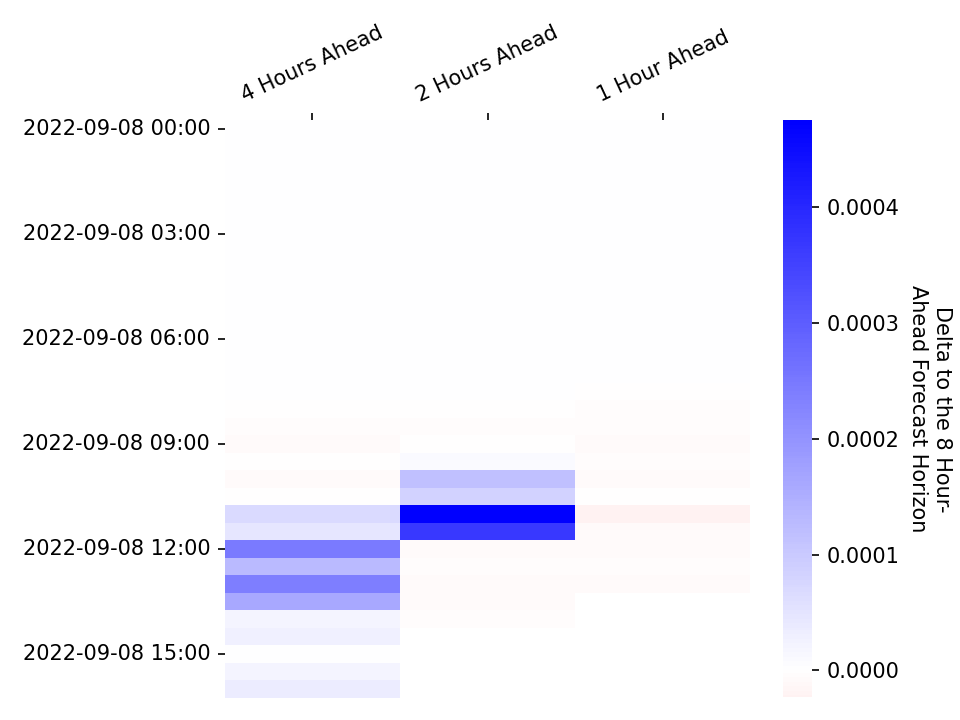 4 Hours Ahead
2 Hours Ahead
1 Hour Ahead
2022-09-08 00:00
2022-09-08 03:00
2022-09-08 06:00
2022-09-08 09:00
2022-09-08 12:00
2022-09-08 15:00
0.0004
0.0003
0.0002
0.0001
0.0000
Delta to the 8 Hour-
Ahead Forecast Horizon